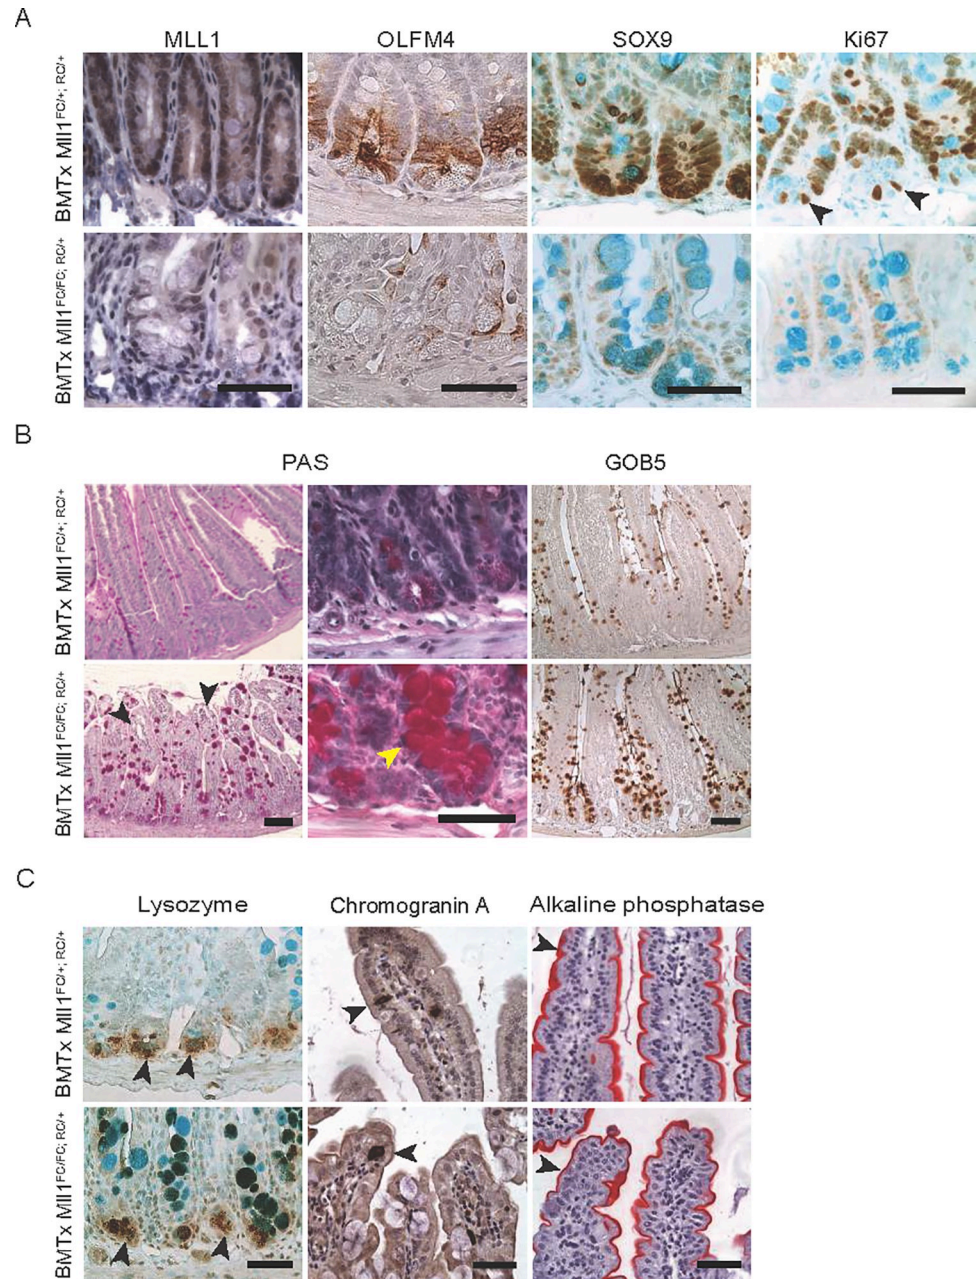 A
MLL1 OLFM4 SOX9 Ki67
BMTx Mll1FC/+; RC/+
BMTx Mll1FC/FC; RC/+
B
PAS GOB5
BMTx Mll1FC/+; RC/+
BMTx Mll1FC/FC; RC/+
C
Lysozyme Chromogranin A Alkaline phosphatase
BMTx Mll1FC/+; RC/+
BMTx Mll1FC/FC; RC/+